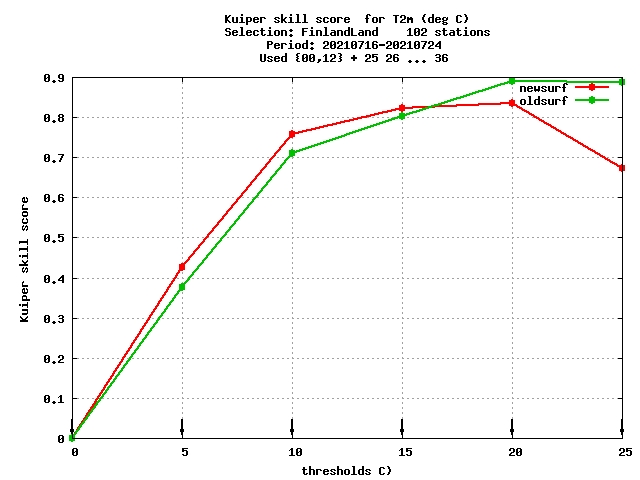 Kuiper skill score  for T2m (deg C)
Selection: FinlandLand    102 stations
Period: 20210716-20210724
Used {00,12} + 25 26 ... 36
newsurf
oldsurf
0.9
0.8
0.7
0.6
0.5
0.4
0.3
0.2
0.1
0
Kuiper skill score
0 5 10 15 20 25
thresholds C)